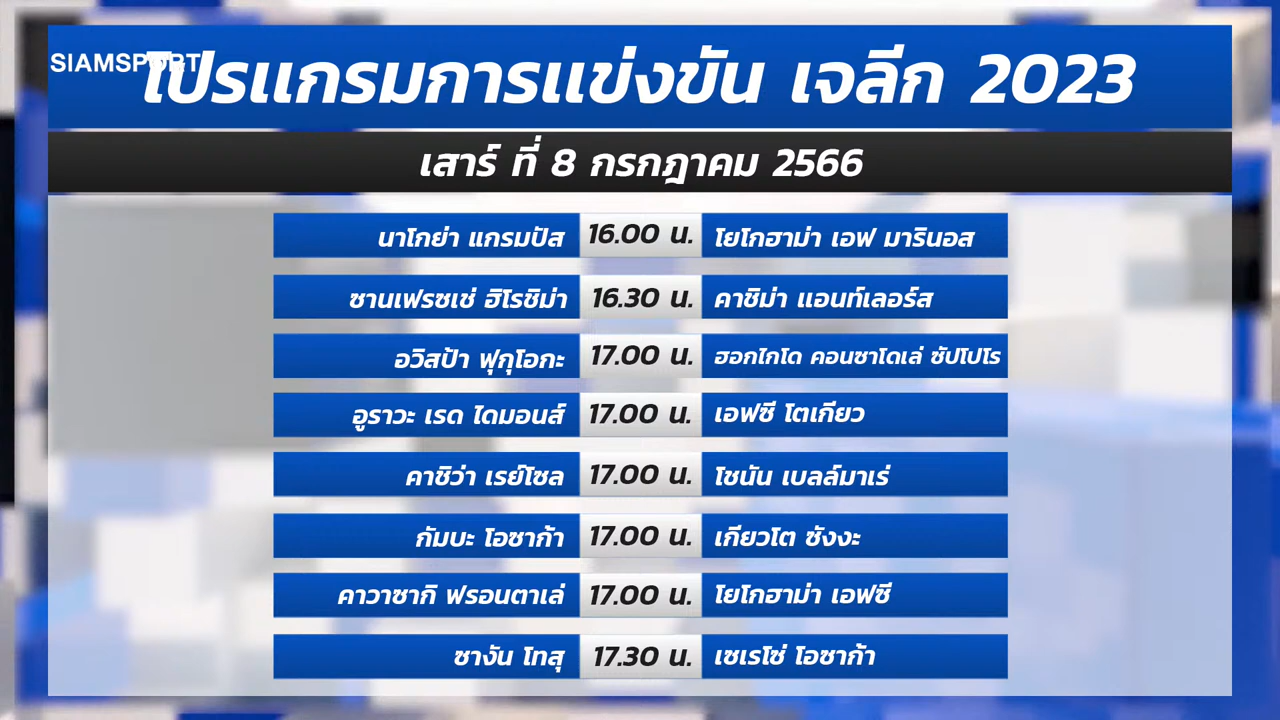 SIAMSPORT
โปรแกรมการแข่งขัน เจลีก 2023
เสาร์ ที่ 8 กรกฎาคม 2566
นาโกย่า แกรมปัส 16.00 น. โยโกฮาม่า เอฟ มารินอส
ซานเฟรซเซ่ ฮิโรชิม่า 16.30 น. คาชิม่า แอนท์เลอร์ส
อวิสป้า ฟุกุโอกะ 17.00 น. ฮอกไกโด คอนซาโดเล่ ซัปโปโร
อูราวะ เรด ไดมอนส์ 17.00 น. เอฟซี โตเกียว
คาชิว่า เรย์โซล 17.00 น. โชนัน เบลล์มาเร่
กัมบะ โอซาก้า 17.00 น. เกียวโต ซังงะ
คาวาซากิ ฟรอนตาเล่ 17.00 น. โยโกฮาม่า เอฟซี
ซางัน โทสุ 17.30 น. เซเรโซ่ โอซาก้า